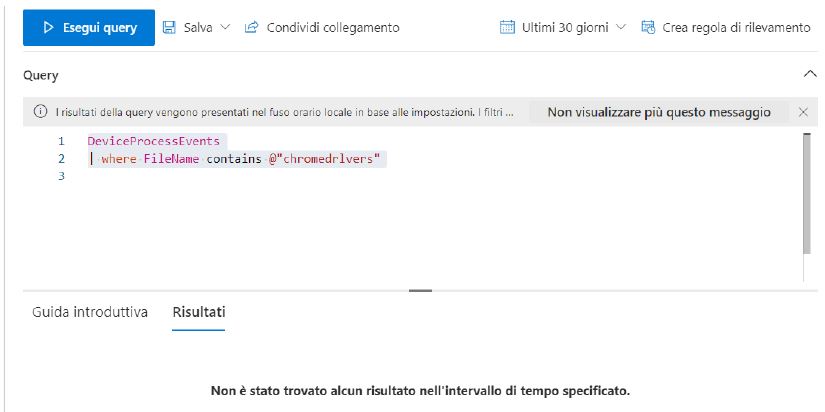 Esegui query Salva Condividi collegamento Ultimi 30 giorni Crea regola di rilevamento
Query
I risultati della query vengono presentati nel fuso orario locale in base alle impostazioni. I filtri ... Non visualizzare più questo messaggio
1 DeviceProcessEvents
2 | where FileName contains @"chromedrlvers"
3
Guida introduttiva Risultati
Non è stato trovato alcun risultato nell'intervallo di tempo specificato.